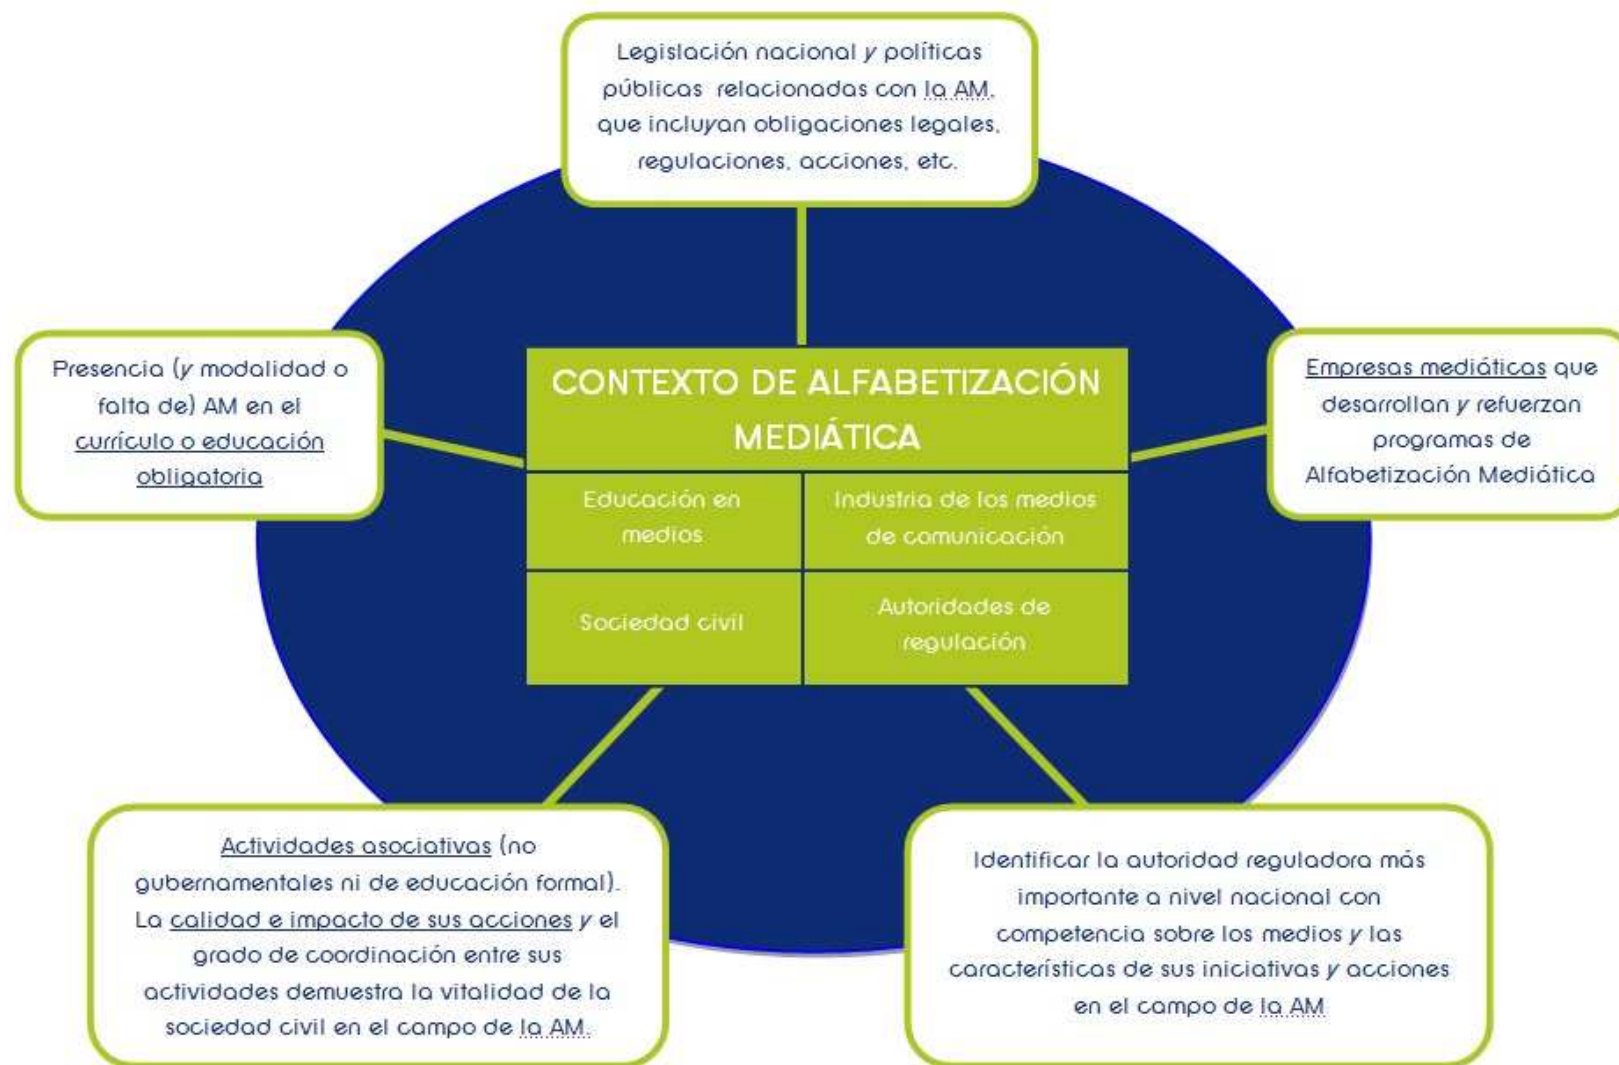 Legislación nacional y políticas
públicas relacionadas con la AM,
que incluyan obligaciones legales,
regulaciones, acciones, etc.
Presencia (y modalidad o
falta de) AM en el
currículo o educación
obligatoria
CONTEXTO DE ALFABETIZACIÓN
MEDIÁTICA
Educación en
medios
Industria de los medios
de comunicación
Sociedad civil
Autoridades de
regulación
Empresas mediáticas que
desarrollan y refuerzan
programas de
Alfabetización Mediática
Actividades asociativas (no
gubernamentales ni de educación formal).
La calidad e impacto de sus acciones y el
grado de coordinación entre sus
actividades demuestra la vitalidad de la
sociedad civil en el campo de la AM.
Identificar la autoridad reguladora más
importante a nivel nacional con
competencia sobre los medios y las
características de sus iniciativas y acciones
en el campo de la AM